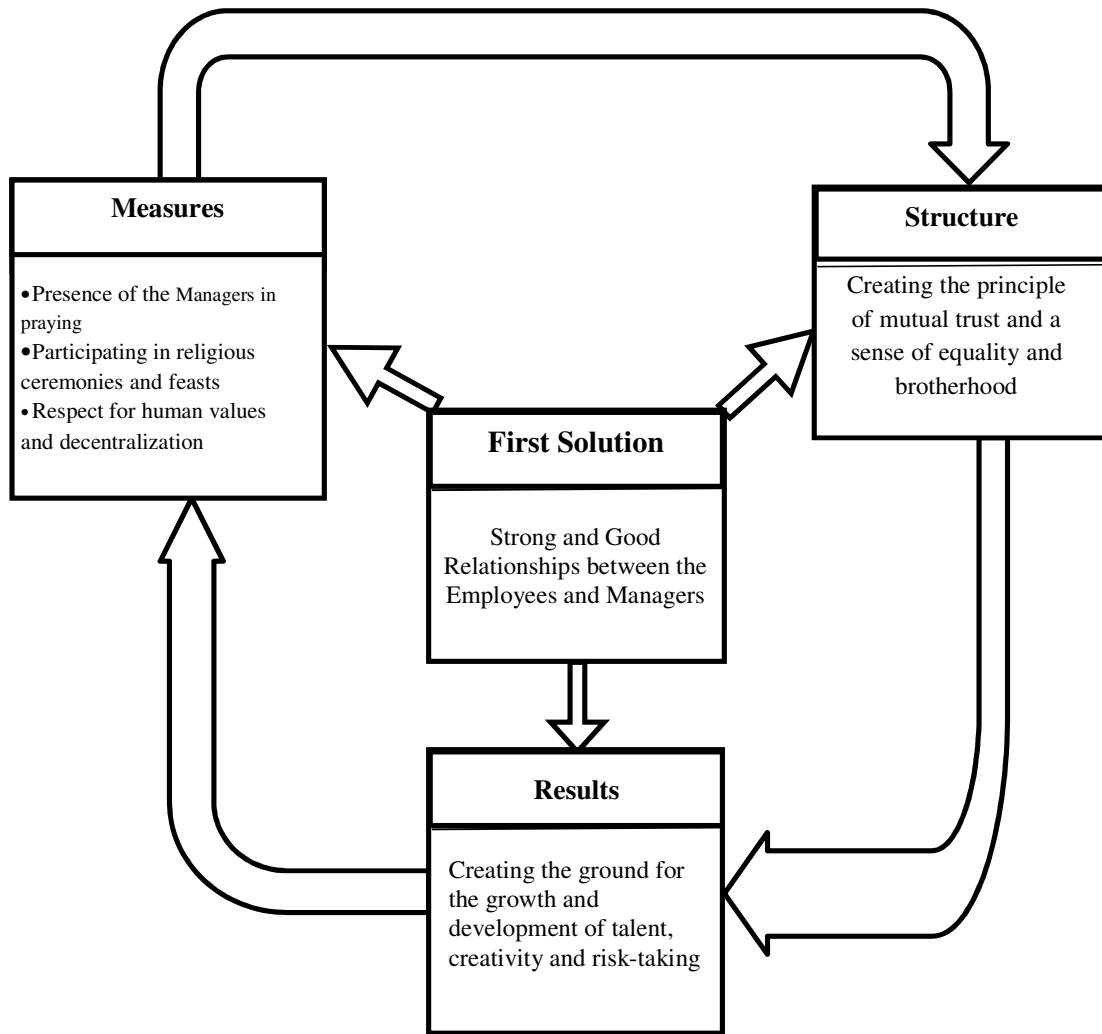 Measures
•Presence of the Managers in
praying
•Participating in religious
ceremonies and feasts
• Respect for human values
and decentralization
Structure
Creating the principle
of mutual trust and a
sense of equality and
brotherhood
First Solution
Strong and Good
Relationships between the
Employees and Managers
Results
Creating the ground for
the growth and
development of talent,
creativity and risk-taking